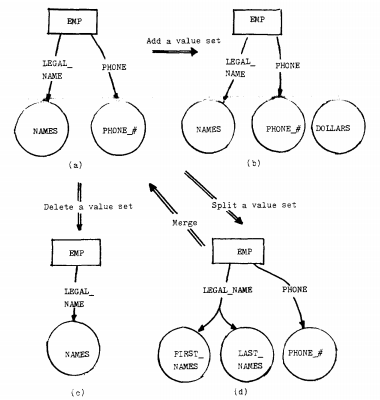 EMP
LEGAL_
NAME
PHONE
NAMES
PHONE_#
(a)
Add a value set
EMP
LEGAL_
NAME
PHONE
NAMES
PHONE_#
DOLLARS
(b)
Delete a value set
Merge
Split a value set
EMP
LEGAL_
NAME
NAMES
(c)
EMP
LEGAL_NAME
PHONE
FIRST_
NAMES
LAST_
NAMES
PHONE_#
(d)